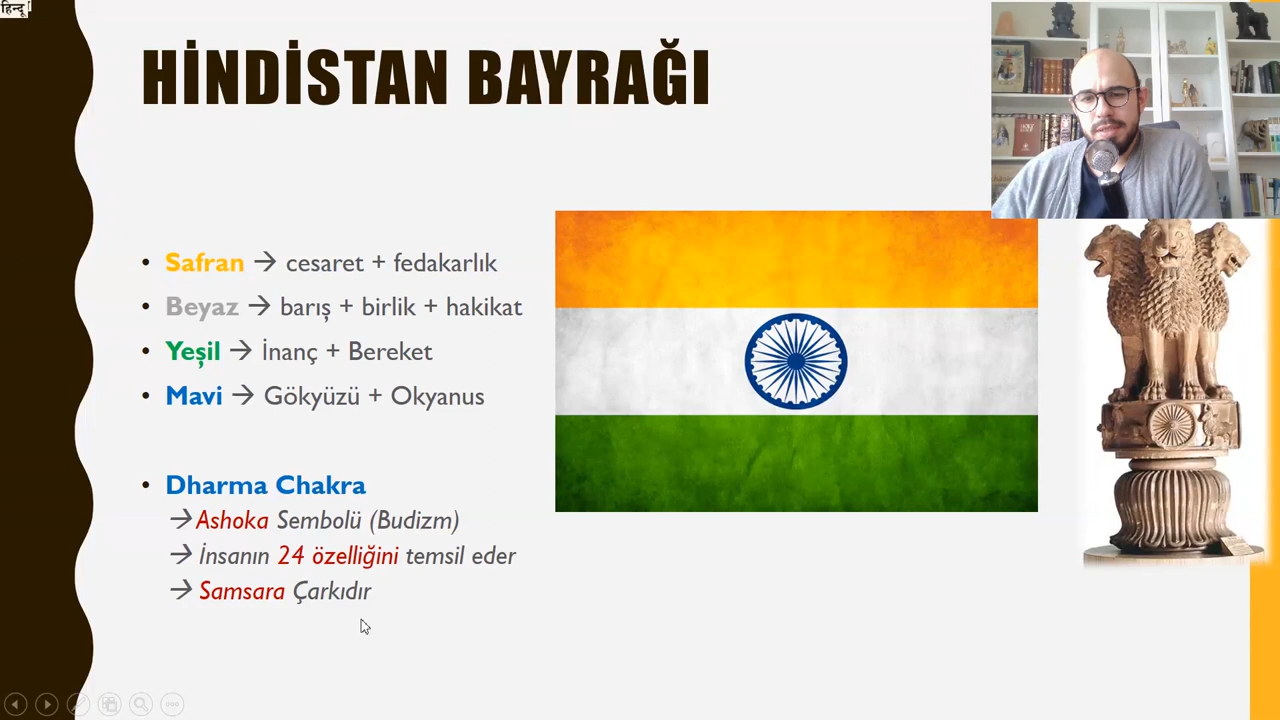 हिन्दू
HİNDİSTAN BAYRAĞI
• Safran → cesaret + fedakarlık
• Beyaz → barış + birlik + hakikat
• Yeşil → İnanç + Bereket
• Mavi → Gökyüzü + Okyanus
• Dharma Chakra
→ Ashoka Sembolü (Budizm)
→ İnsanın 24 özelliğini temsil eder
→ Samsara Çarkıdır